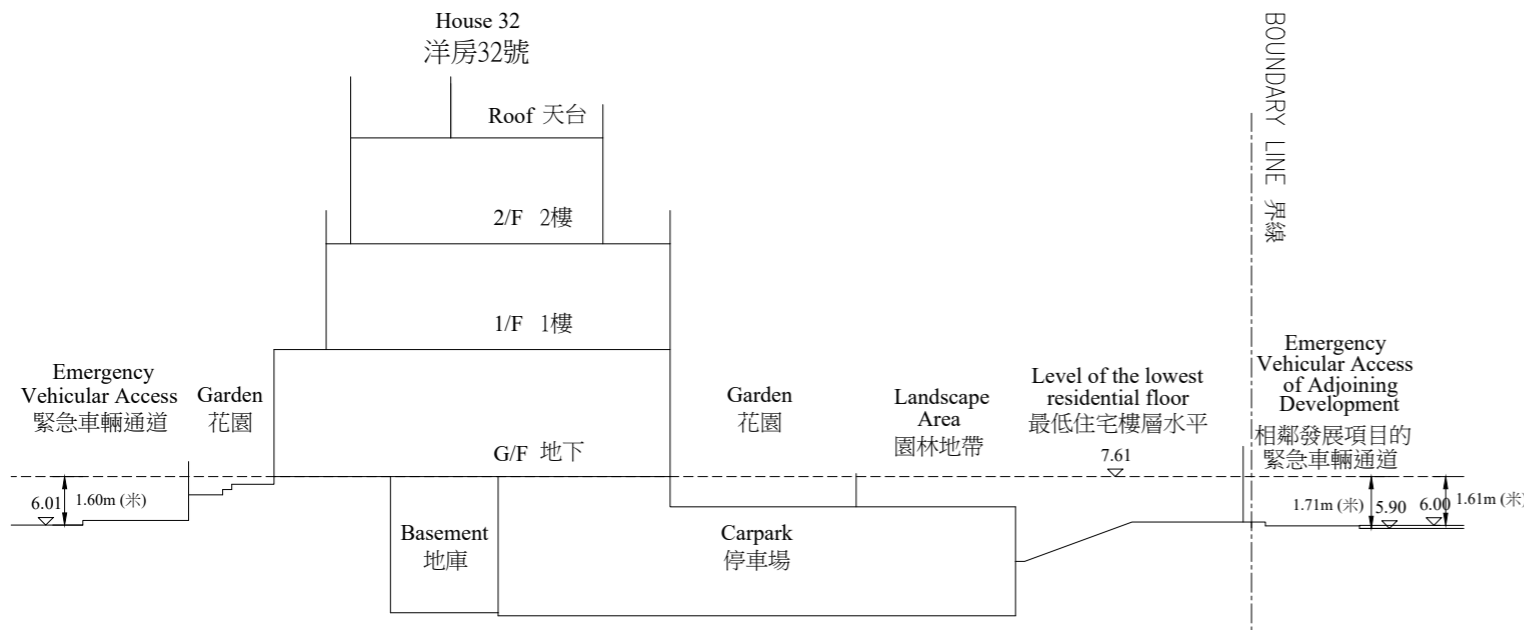 House 32
洋房32號
Roof 天台
2/F 2樓
1/F 1樓
G/F 地下
Emergency
Vehicular Access
緊急車輛通道
Garden
花園
Garden
花園
Landscape
Area
園林地帶
Level of the lowest
residential floor
最低住宅樓層水平
7.61
BOUNDARY LINE 界線
Emergency
Vehicular Access
of Adjoining
Development
相鄰發展項目的
緊急車輛通道
6.01
1.60m (米)
Basement
地庫
Carpark
停車場
1.71m (米)
5.90
6.00
1.61m (米)